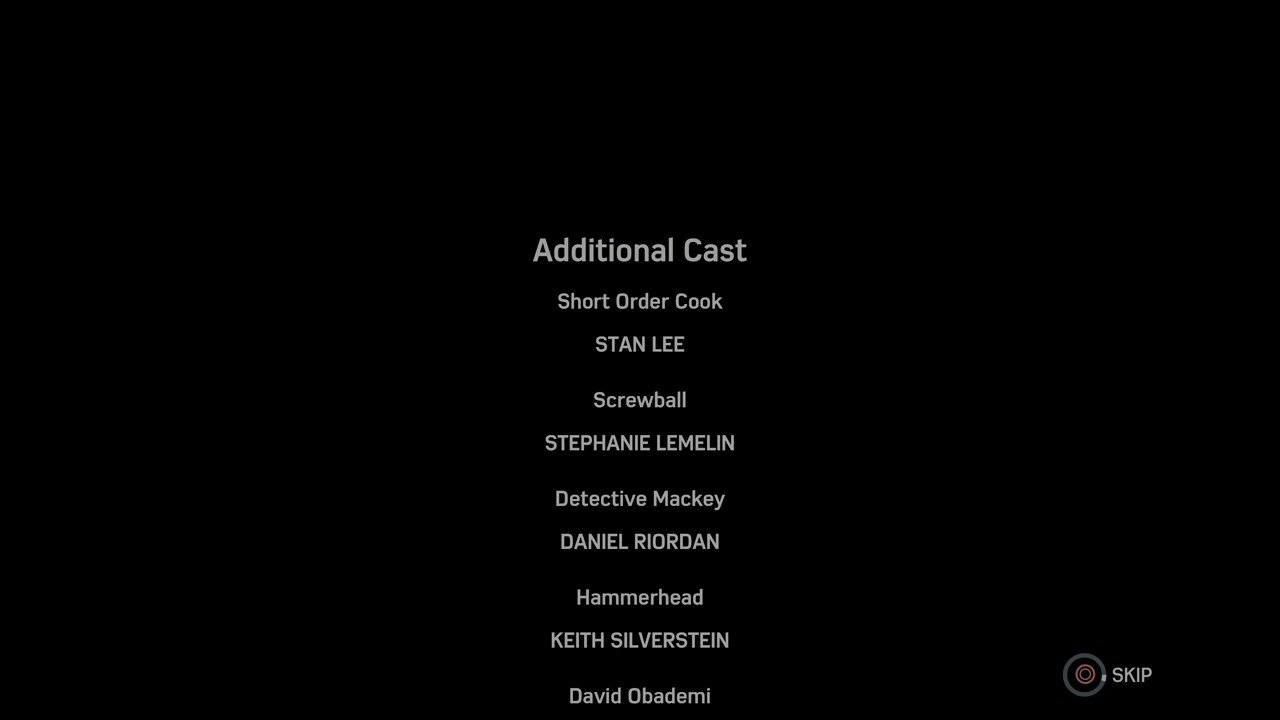 Additional Cast
Short Order Cook
STAN LEE
Screwball
STEPHANIE LEMELIN
Detective Mackey
DANIEL RIORDAN
Hammerhead
KEITH SILVERSTEIN
SKIP
David Obademi